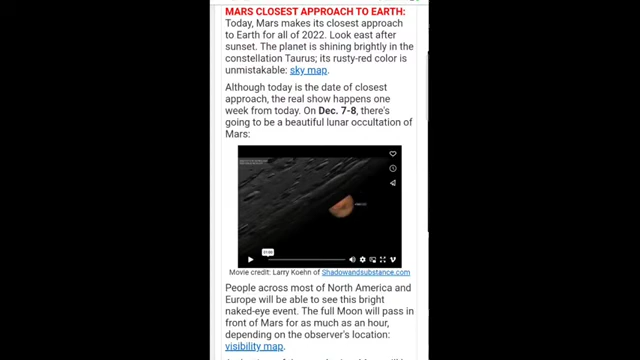 MARS CLOSEST APPROACH TO EARTH:
Today, Mars makes its closest approach
to Earth for all of 2022. Look east after
sunset. The planet is shining brightly in the
constellation Taurus; its rusty-red color is
unmistakable: sky map.
Although today is the date of closest
approach, the real show happens one
week from today. On Dec. 7-8, there's
going to be a beautiful lunar occultation of
Mars:
Movie credit: Larry Koehn of Shadowandsubstance.com
People across most of North America and
Europe will be able to see this bright
naked-eye event. The full Moon will pass in
front of Mars for as much as an hour,
depending on the observer's location:
visibility map.